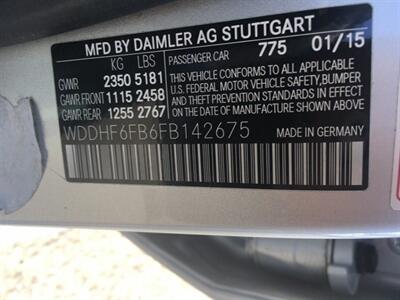 MFD BY DAIMLER AG STUTTGART
KG LBS PASSENGER CAR 775 01/15
GVWR 2350 5181 THIS VEHICLE CONFORMS TO ALL APPLICABLE
GAWR FRONT 1115 2458 U.S. FEDERAL MOTOR VEHICLE SAFETY, BUMPER
GAWR REAR 1255 2767 AND THEFT PREVENTION STANDARDS IN EFFECT ON THE DATE OF MANUFACTURE SHOWN ABOVE.
WDDHF6FB6FB142675 MADE IN GERMANY